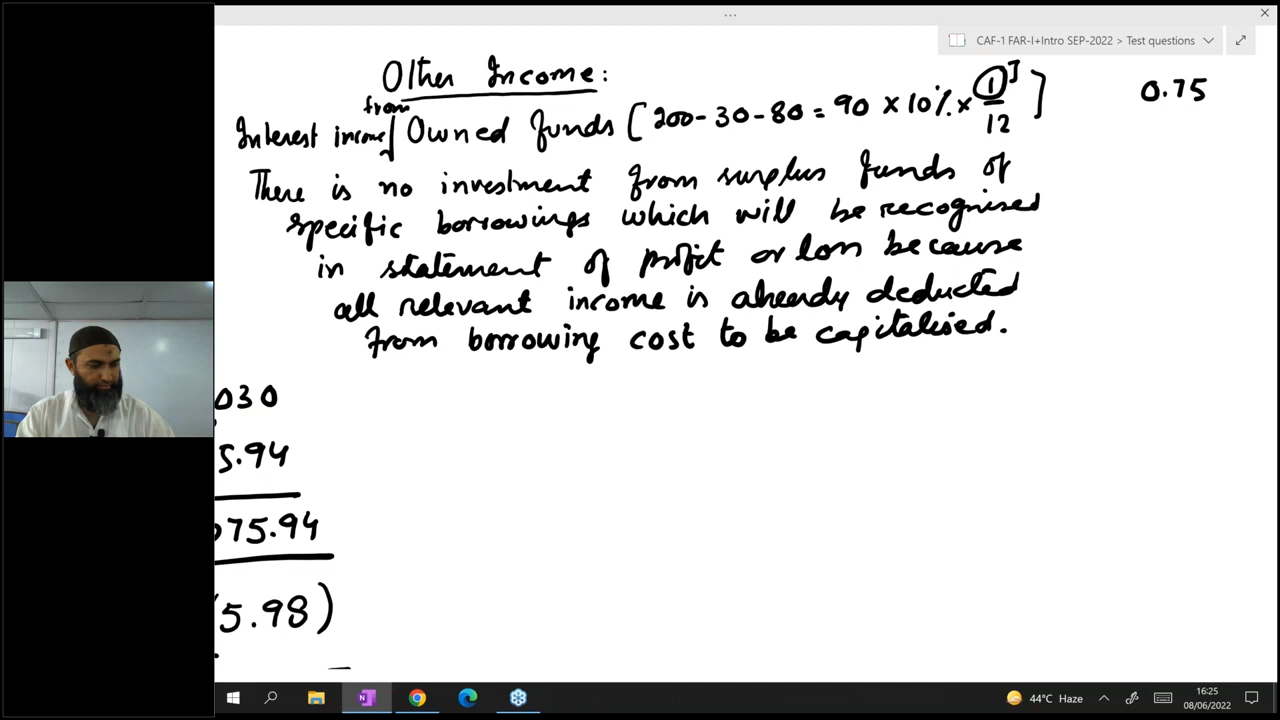 CAF-1 FAR-I+Intro SEP-2022 > Test questions
Other Income:
Interest income from Owned funds [200-30-80 = 90 × 10% × 1/12] 0.75
There is no investment from surplus funds of
specific borrowings which will be recognised
in statement of profit or loss because
all relevant income is already deducted
from borrowing cost to be capitalised.
030
5.94
075.94
(5.98)
44°C Haze
16:25
08/06/2022